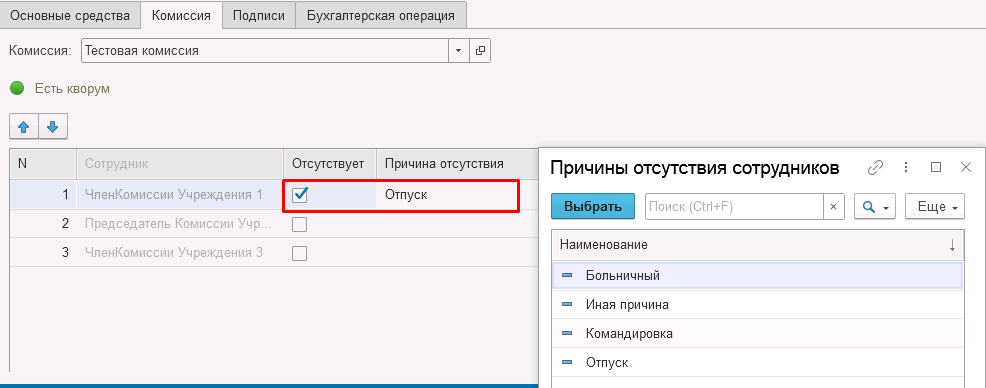 Основные средства Комиссия Подписи Бухгалтерская операция
Комиссия: Тестовая комиссия
Есть кворум
N Сотрудник Отсутствует Причина отсутствия
1 ЧленКомиссии Учреждения 1 Отпуск
2 Председатель Комиссии Учр...
3 ЧленКомиссии Учреждения 3
Причины отсутствия сотрудников
Выбрать Поиск (Ctrl+F) × Еще
Наименование ↓
Больничный
Иная причина
Командировка
Отпуск